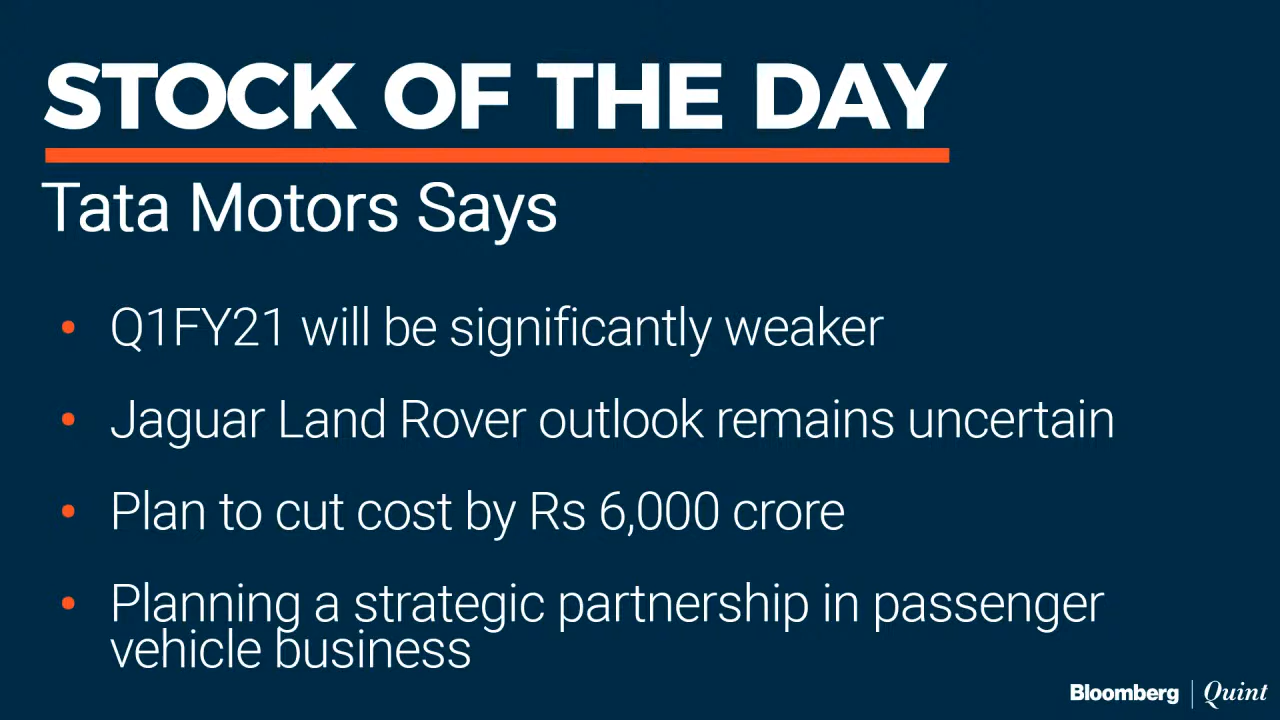 STOCK OF THE DAY
Tata Motors Says
• Q1FY21 will be significantly weaker
• Jaguar Land Rover outlook remains uncertain
• Plan to cut cost by Rs 6,000 crore
• Planning a strategic partnership in passenger
vehicle business
Bloomberg | Quint